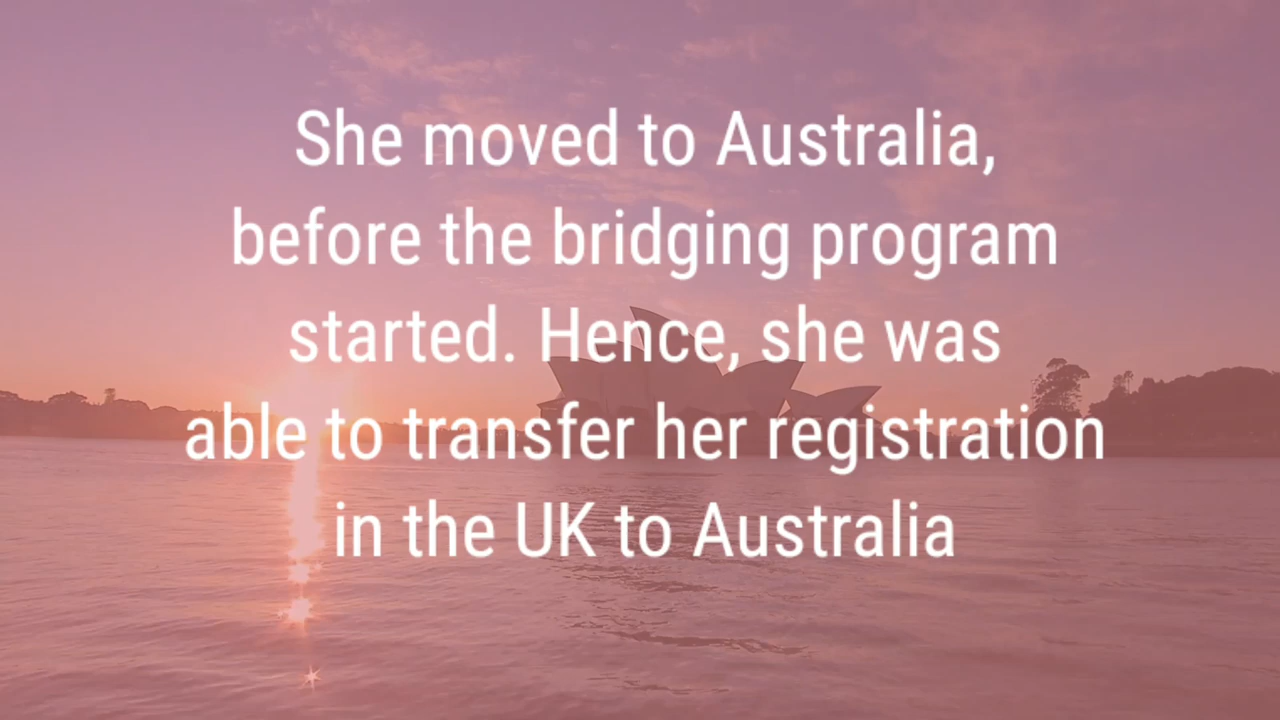 She moved to Australia,
before the bridging program
started. Hence, she was
able to transfer her registration
in the UK to Australia